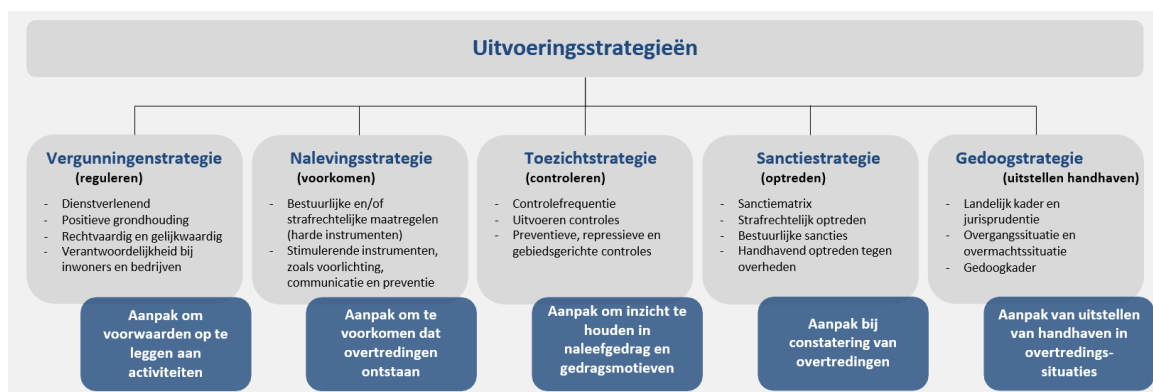 Uitvoeringsstrategieën
Vergunningenstrategie
(reguleren)
- Dienstverlenend
- Positieve grondhouding
- Rechtvaardig en gelijkwaardig
- Verantwoordelijkheid bij
inwoners en bedrijven
Aanpak om
voorwaarden op te
leggen aan
activiteiten
Nalevingsstrategie
(voorkomen)
- Bestuurlijke en/of
strafrechtelijke maatregelen
(harde instrumenten)
- Stimulerende instrumenten,
zoals voorlichting,
communicatie en preventie
Aanpak om te
voorkomen dat
overtredingen
ontstaan
Toezichtstrategie
(controleren)
- Controlefrequentie
- Uitvoeren controles
- Preventieve, repressieve en
gebiedsgerichte controles
Aanpak om inzicht te
houden in
naleefgedrag en
gedragsmotieven
Sanctiestrategie
(optreden)
- Sanctiematrix
- Strafrechtelijk optreden
- Bestuurlijke sancties
- Handhavend optreden tegen
overheden
Aanpak bij
constatering van
overtredingen
Gedoogstrategie
(uitstellen handhaven)
- Landelijk kader en
jurisprudentie
- Overgangssituatie en
overmachtssituatie
- Gedoogkader
Aanpak van uitstellen
van handhaven in
overtredings-
situaties